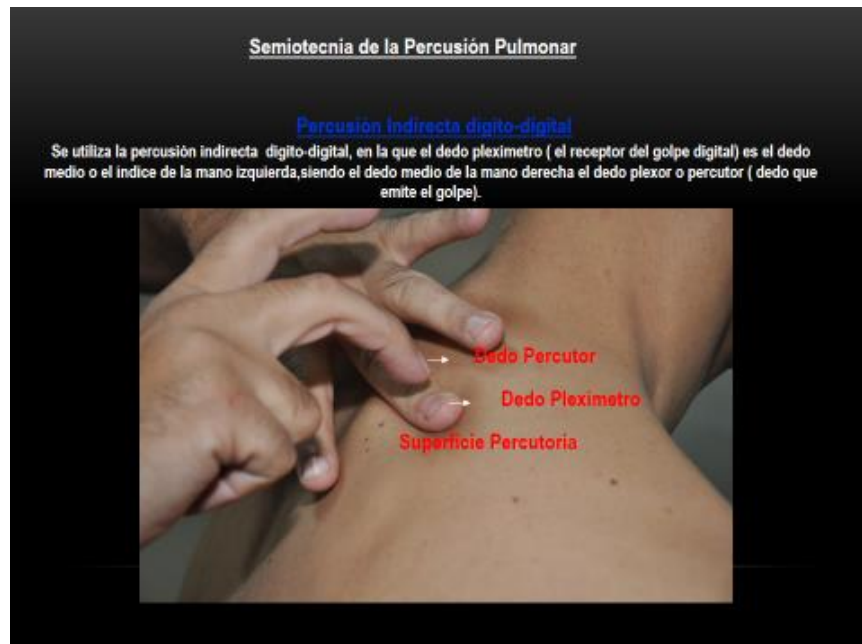 Semiotecnia de la Percusión Pulmonar
Percusión Indirecta digito-digital
Se utiliza la percusión indirecta digito-digital, en la que el dedo plexímetro ( el receptor del golpe digital) es el dedo
medio o el indice de la mano izquierda,siendo el dedo medio de la mano derecha el dedo plexor o percutor ( dedo que
emite el golpe).
Dedo Percutor
Dedo Plexímetro
Superficie Percutoria